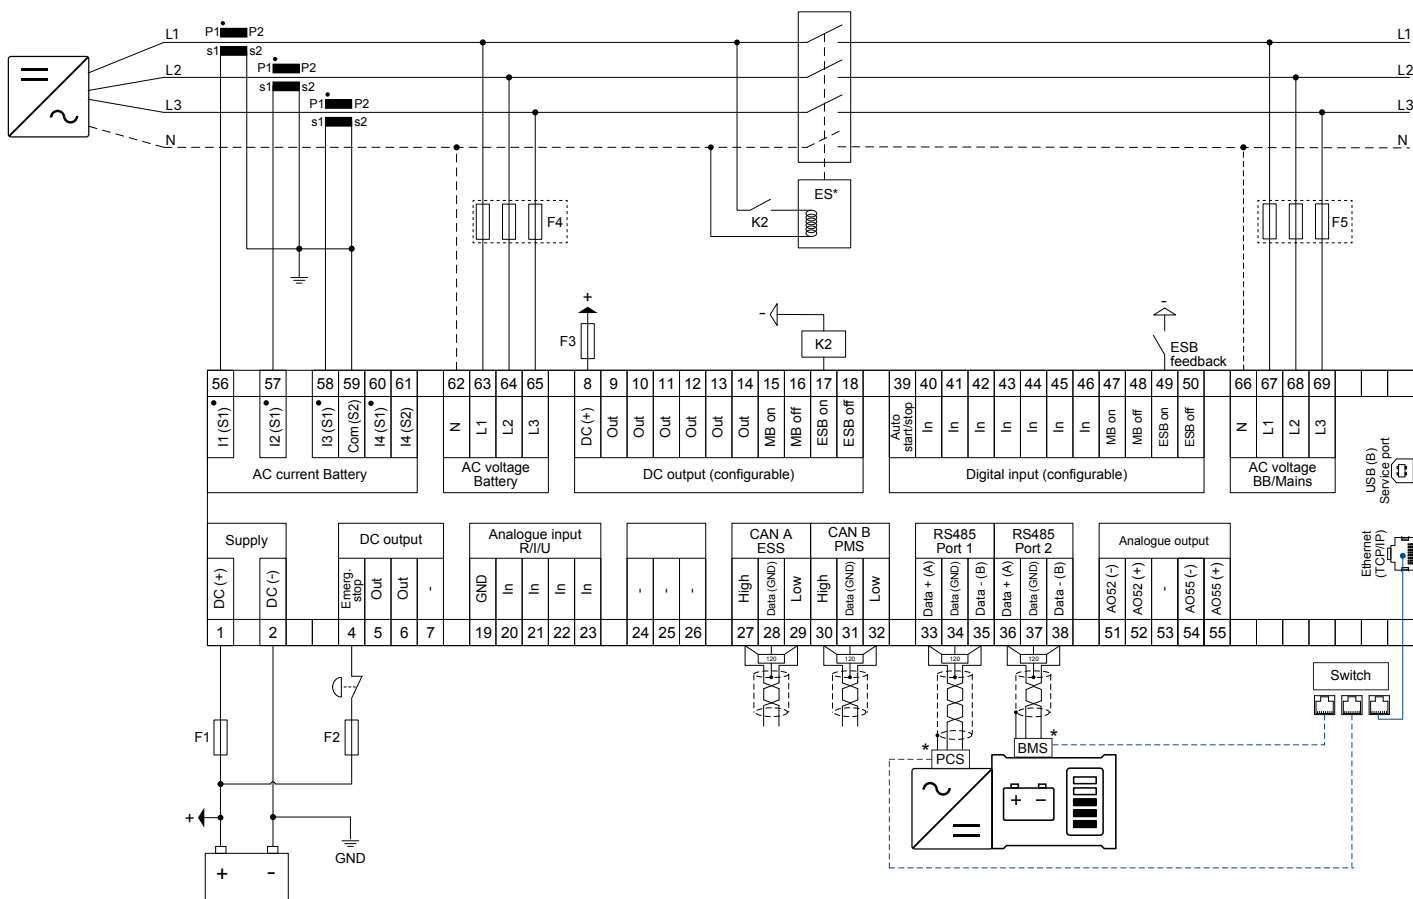 P1 P2
L1
L1
s1 s2
P1 P2
L2
L2
s1 s2
P1 P2
L3
L3
s1 s2
N
N
ES*
K2
F4
F5
+
-
-
F3
K2
ESB
feedback
56 57 58 59 60 61 62 63 64 65 8 9 10 11 12 13 14 15 16 17 18 39 40 41 42 43 44 45 46 47 48 49 50 66 67 68 69
I1 (S1)
I2 (S1)
I3 (S1)
Com (S2)
I4 (S1)
I4 (S2)
N
L1
L2
L3
DC (+)
Out
Out
Out
Out
Out
Out
MB on
MB off
ESB on
ESB off
Auto
start/stop
In
In
In
In
In
In
In
MB on
MB off
ESB on
ESB off
N
L1
L2
L3
AC current Battery
AC voltage
Battery
DC output (configurable)
Digital input (configurable)
AC voltage
BB/Mains
USB (B)
Service port
Supply
DC output
Analogue input
R/I/U
CAN A
ESS
CAN B
PMS
RS485
Port 1
RS485
Port 2
Analogue output
Ethernet
(TCP/IP)
DC (+)
DC (-)
Emerg.
stop
Out
Out
-
GND
In
In
In
In
-
-
-
High
Data (GND)
Low
High
Data (GND)
Low
Data + (A)
Data (GND)
Data - (B)
Data + (A)
Data (GND)
Data - (B)
AO52 (-)
AO52 (+)
-
AO55 (-)
AO55 (+)
1 2 4 5 6 7 19 20 21 22 23 24 25 26 27 28 29 30 31 32 33 34 35 36 37 38 51 52 53 54 55
120
120
120
120
Switch
F1
F2
*
PCS
BMS
*
+ -
+
GND
+ -